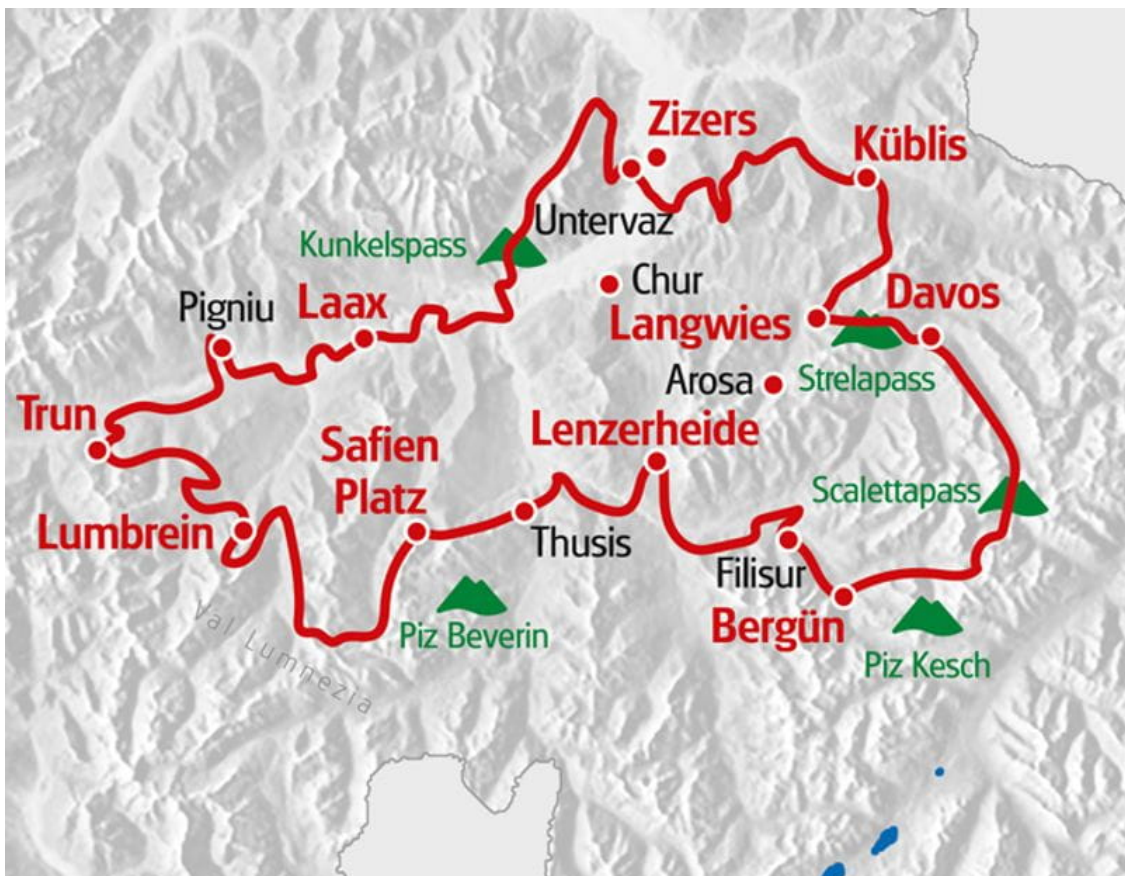 Zizers
Küblis
Untervaz
Kunkelspass
Chur
Pigniu
Laax
Langwies
Davos
Arosa
Strelapass
Trun
Safien
Platz
Lenzerheide
Scalettapass
Lumbrein
Thusis
Filisur
Bergün
Piz Beverin
Piz Kesch
Val Lumnezia